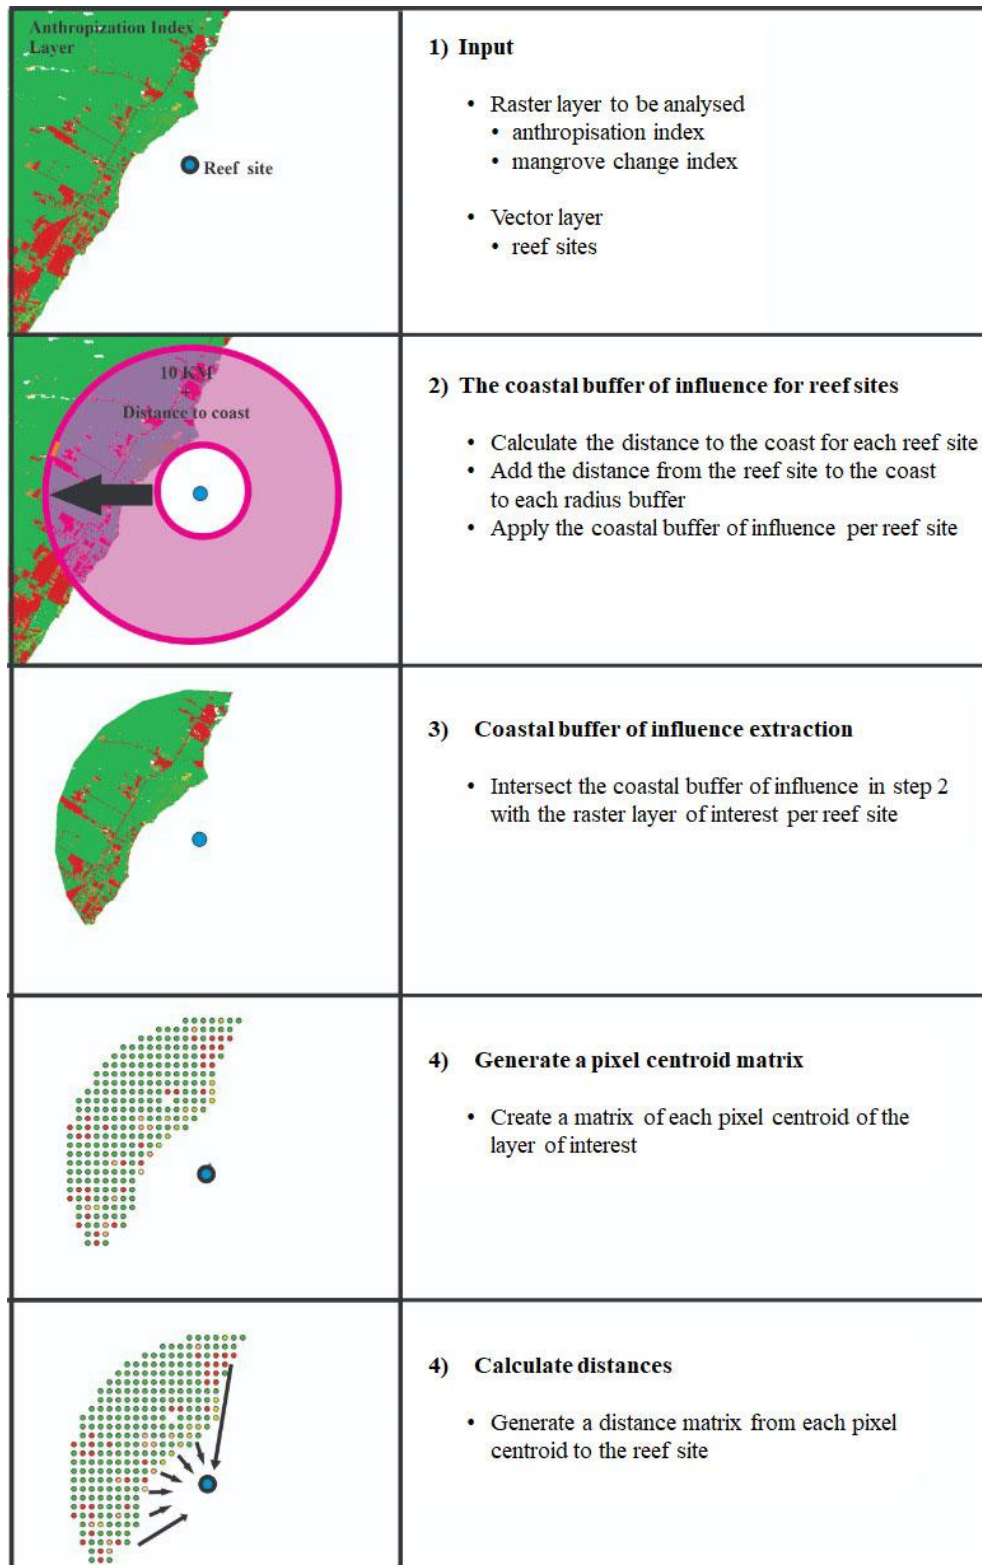 Anthropization Index
Layer
Reef site
1) Input
• Raster layer to be analysed
• anthropisation index
• mangrove change index
• Vector layer
• reef sites
10 KM
+
Distance to coast
2) The coastal buffer of influence for reef sites
• Calculate the distance to the coast for each reef site
• Add the distance from the reef site to the coast
to each radius buffer
• Apply the coastal buffer of influence per reef site
3) Coastal buffer of influence extraction
• Intersect the coastal buffer of influence in step 2
with the raster layer of interest per reef site
4) Generate a pixel centroid matrix
• Create a matrix of each pixel centroid of the
layer of interest
4) Calculate distances
• Generate a distance matrix from each pixel
centroid to the reef site